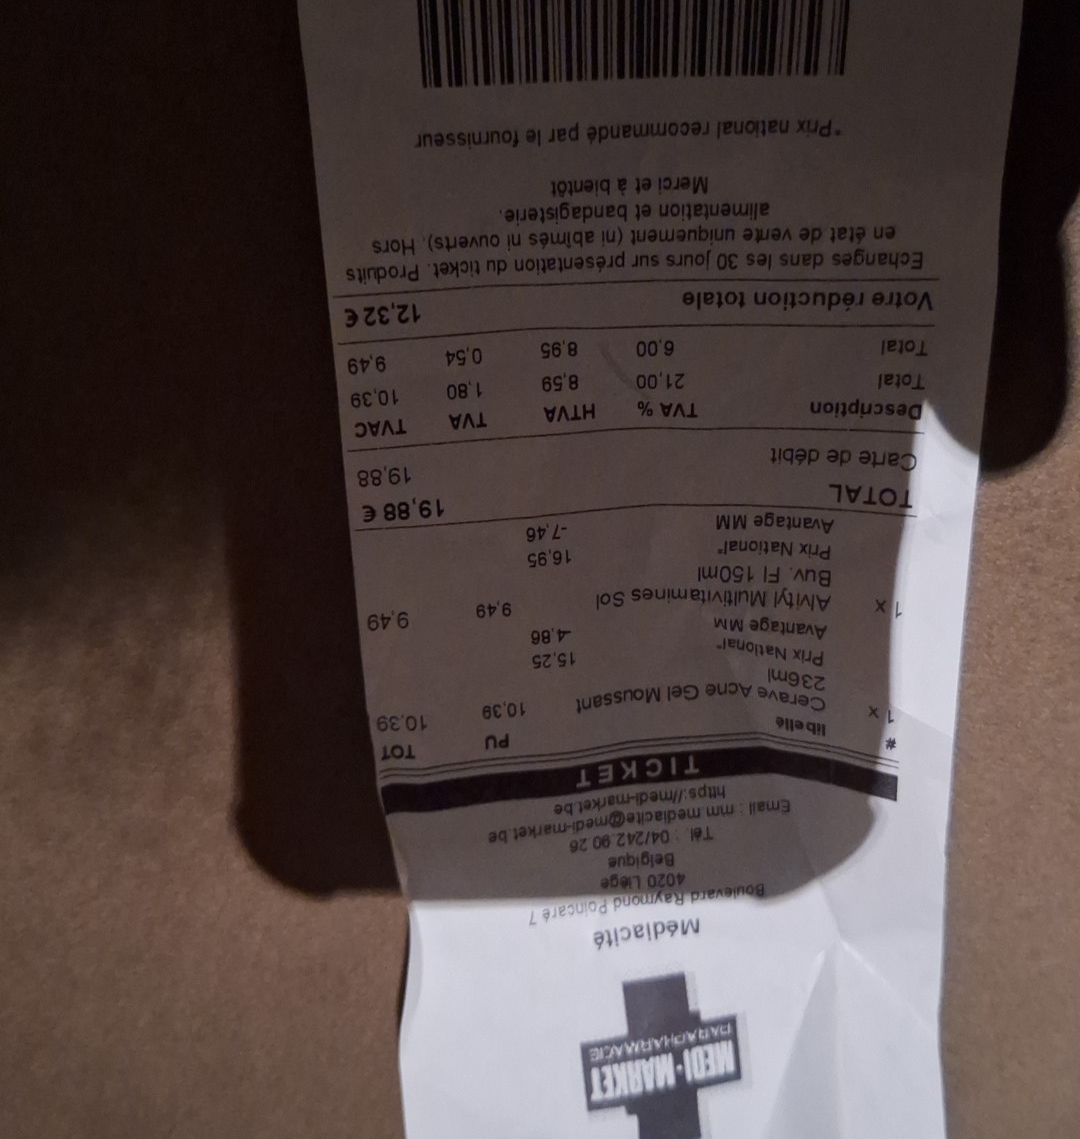 MEDI-MARKET
PARAPHARMACIE
Médiacité
Boulevard Raymond Poincaré 7
4020 Liège
Belgique
Tél. : 04/242.90.26
Email : mm.mediacite@medi-market.be
https://medi-market.be
TICKET
# libellé PU TOT
1 x Cerave Acne Gel Moussant 10,39 10,39
236ml
Prix National* 15,25
Avantage MM -4,86
1 x Alvityl Multivitamines Sol 9,49 9,49
Buv. Fl 150ml
Prix National* 16,95
Avantage MM -7,46
TOTAL 19,88 €
Carte de débit 19,88
Description TVA % HTVA TVA TVAC
Total 21,00 8,59 1,80 10,39
Total 6,00 8,95 0,54 9,49
Votre réduction totale 12,32 €
Echanges dans les 30 jours sur présentation du ticket. Produits
en état de vente uniquement (ni abîmés ni ouverts). Hors
alimentation et bandagisterie.
Merci et à bientôt
*Prix national recommandé par le fournisseur